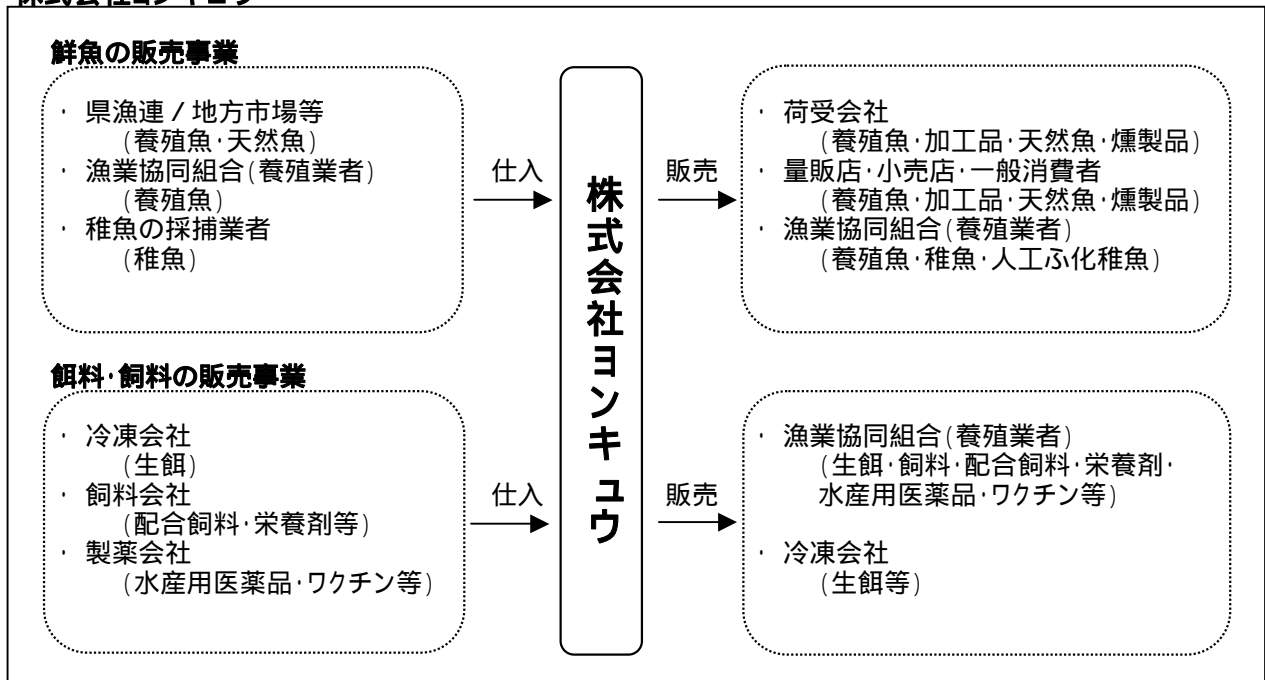 株式会社ヨンキュウ
鮮魚の販売事業
・ 県漁連 / 地方市場等
(養殖魚・天然魚)
・ 漁業協同組合(養殖業者)
(養殖魚)
・ 稚魚の採捕業者
(稚魚)
仕入
株式会社ヨンキュウ
販売
・ 荷受会社
(養殖魚・加工品・天然魚・燻製品)
・ 量販店・小売店・一般消費者
(養殖魚・加工品・天然魚・燻製品)
・ 漁業協同組合(養殖業者)
(養殖魚・稚魚・人工ふ化稚魚)
餌料・飼料の販売事業
・ 冷凍会社
(生餌)
・ 飼料会社
(配合飼料・栄養剤等)
・ 製薬会社
(水産用医薬品・ワクチン等)
仕入
販売
・ 漁業協同組合(養殖業者)
(生餌・飼料・配合飼料・栄養剤・
水産用医薬品・ワクチン等)
・ 冷凍会社
(生餌等)